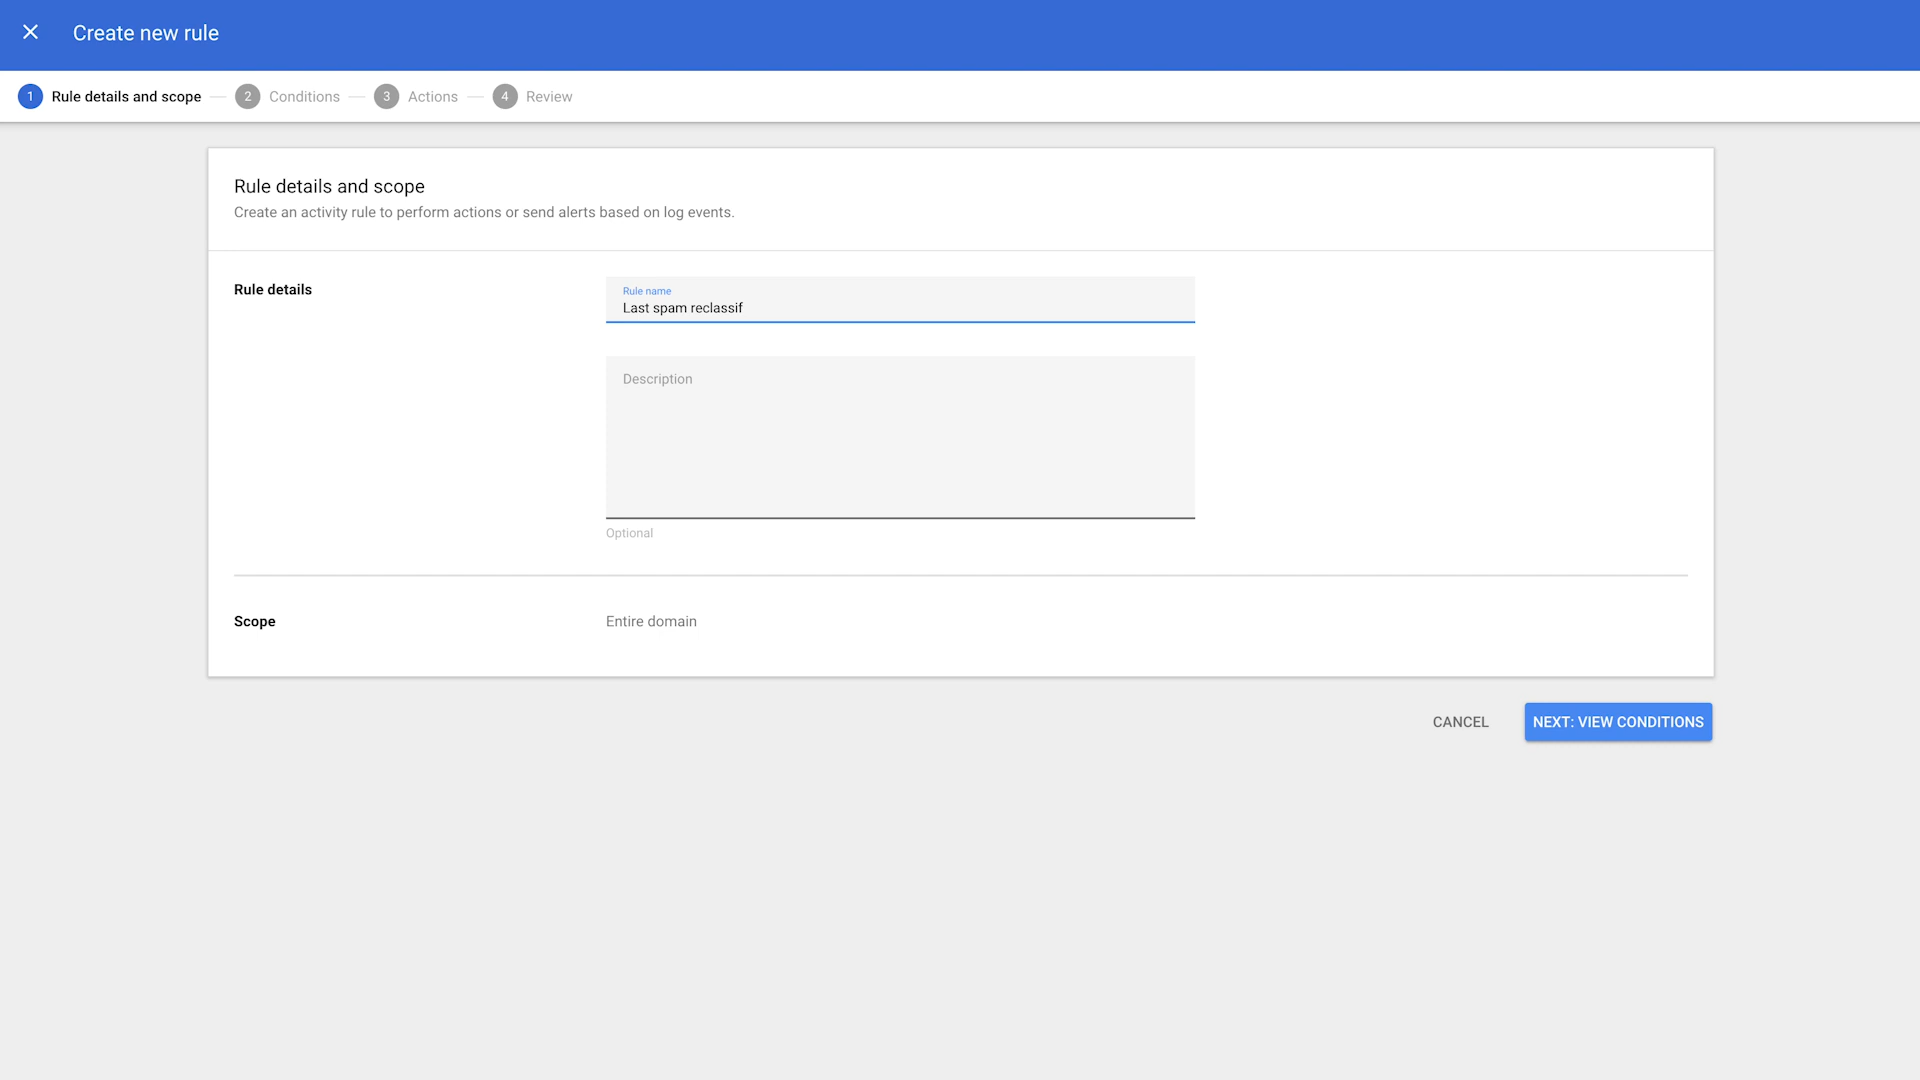 Create new rule
1 Rule details and scope 2 Conditions 3 Actions 4 Review
Rule details and scope
Create an activity rule to perform actions or send alerts based on log events.
Rule details
Rule name
Last spam reclassif
Description
Optional
Scope
Entire domain
CANCEL
NEXT: VIEW CONDITIONS